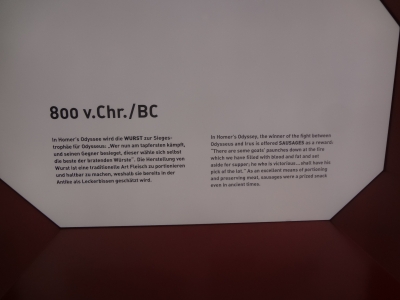 800 v.Chr./BC
In Homer's Odyssee wird die WURST zur Sieges-
trophäe für Odysseus: „Wer nun am tapfersten kämpft,
und seinen Gegner besieget, dieser wähle sich selbst
die beste der bratenden Würste". Die Herstellung von
Wurst ist eine traditionelle Art Fleisch zu portionieren
und haltbar zu machen, weshalb sie bereits in der
Antike als Leckerbissen geschätzt wird.
In Homer's Odyssey, the winner of the fight between
Odysseus and Irus is offered SAUSAGES as a reward:
"There are some goats' paunches down at the fire
which we have filled with blood and fat and set
aside for supper; he who is victorious... shall have his
pick of the lot." As an excellent means of portioning
and preserving meat, sausages were a prized snack
even in ancient times.